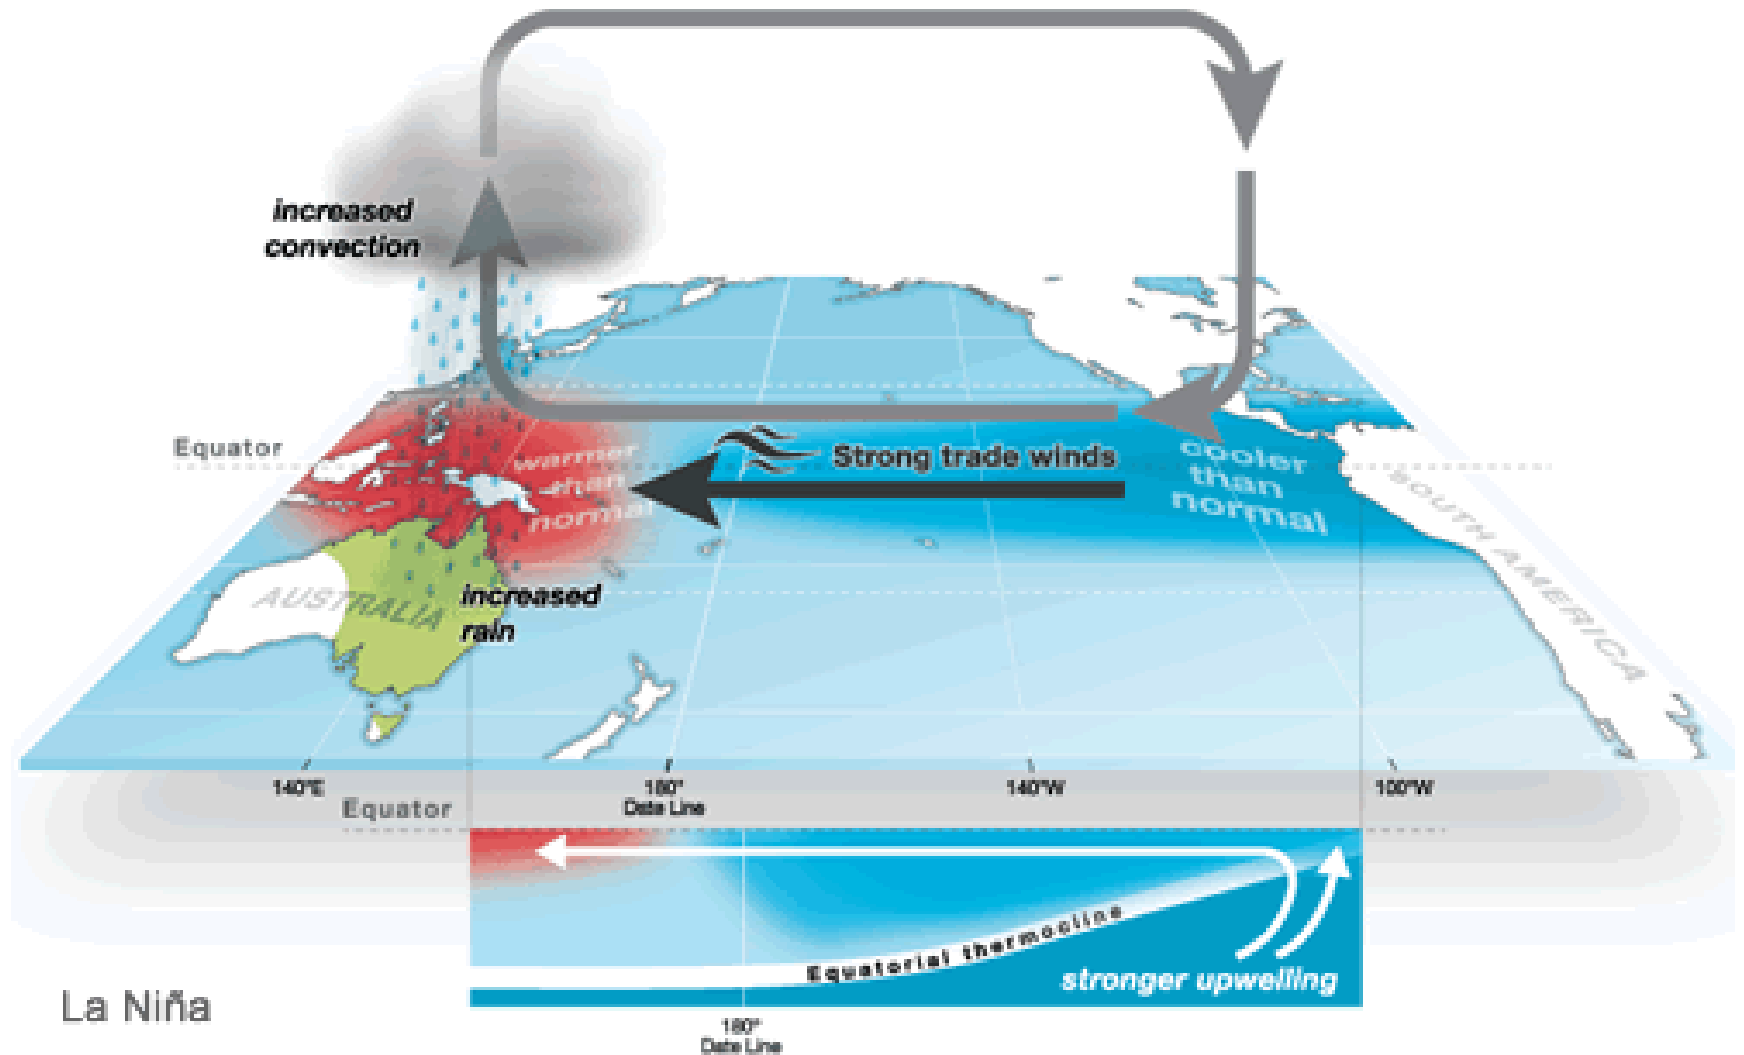 increased
convection
Equator
warmer
than
normal
Strong trade winds
cooler
than
normal
SOUTH AMERICA
AUSTRALIA
increased
rain
140°E
180°
Date Line
140°W
100°W
Equator
Equatorial thermocline
stronger upwelling
La Niña
180°
Date Line